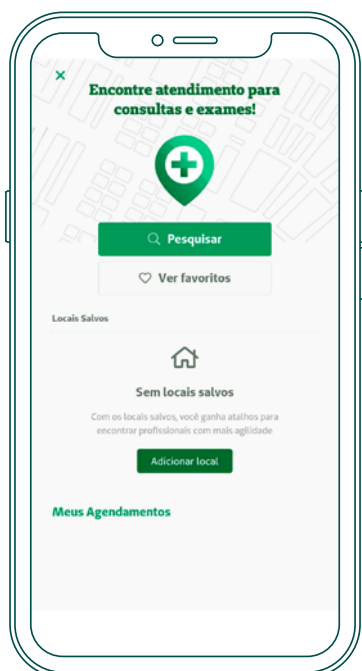 Encontre atendimento para
consultas e exames!
Pesquisar
Ver favoritos
Locais Salvos
Sem locais salvos
Com os locais salvos, você ganha atalhos para
encontrar profissionais com mais agilidade
Adicionar local
Meus Agendamentos